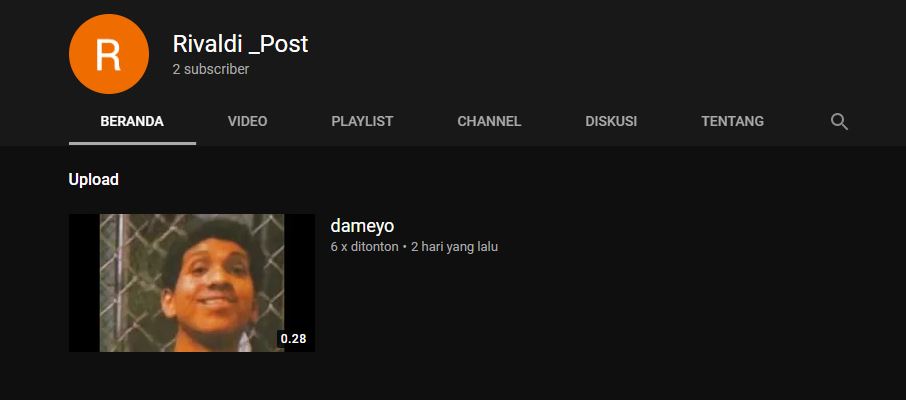 R
Rivaldi _Post
2 subscriber
BERANDA VIDEO PLAYLIST CHANNEL DISKUSI TENTANG
Upload
dameyo
6 x ditonton • 2 hari yang lalu
0.28